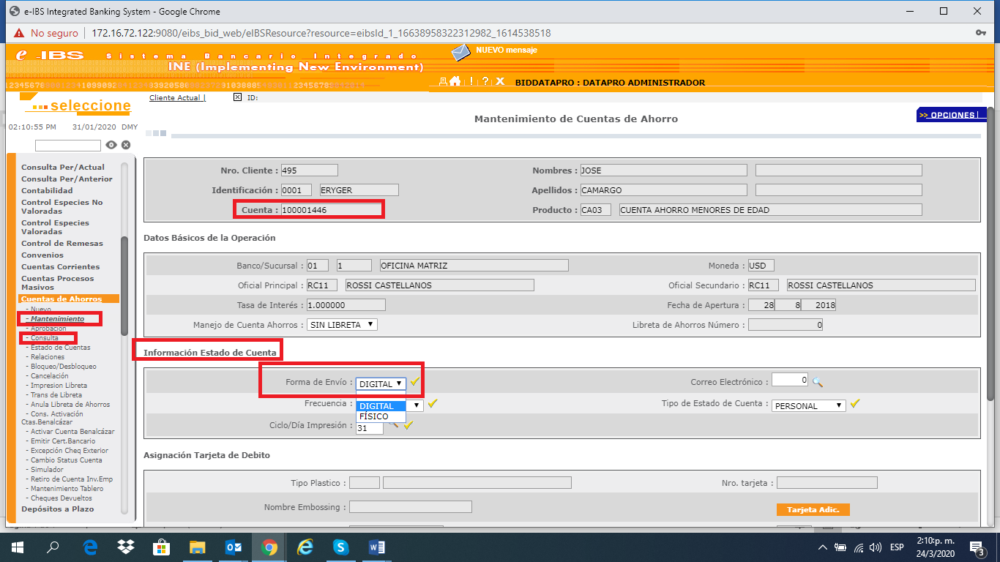 e-IBS Integrated Banking System - Google Chrome
No seguro 172.16.72.122:9080/eibs_bid_web/eIBSResource?resource=eibsId_1_16638958322312982_1614538518
e -IBS Sistema Bancario Integrado
INE (Implementing New Environment)
NUEVO mensaje
! ? X BIDDATAPRO : DATAPRO ADMINISTRADOR
seleccione
02:10:55 PM 31/01/2020 DMY
Cliente Actual | ID:
Mantenimiento de Cuentas de Ahorro
>> OPCIONES |
Consulta Per/Actual
Consulta Per/Anterior
Contabilidad
Control Especies No
Valoradas
Control Especies
Valoradas
Control de Remesas
Convenios
Cuentas Corrientes
Cuentas Procesos
Masivos
Cuentas de Ahorros
- Nuevo
- Mantenimiento
- Aprobación
- Consulta
- Estado de Cuentas
- Relaciones
- Bloqueo/Desbloqueo
- Cancelación
- Impresion Libreta
- Trans de Libreta
- Anula Libreta de Ahorros
- Cons. Activación
Ctas.Benalcázar
- Activar Cuenta Benalcázar
- Emitir Cert.Bancario
- Excepción Cheq Exterior
- Cambio Status Cuenta
- Simulador
- Retiro de Cuenta Inv.Emp
- Mantenimiento Tablero
- Cheques Devueltos
Depósitos a Plazo
Nro. Cliente : 495 Nombres : JOSE
Identificación : 0001 ERYGER Apellidos : CAMARGO
Cuenta : 100001446 Producto : CA03 CUENTA AHORRO MENORES DE EDAD
Datos Básicos de la Operación
Banco/Sucursal : 01 1 OFICINA MATRIZ Moneda : USD
Oficial Principal : RC11 ROSSI CASTELLANOS Oficial Secundario : RC11 ROSSI CASTELLANOS
Tasa de Interés : 1.000000 Fecha de Apertura : 28 8 2018
Manejo de Cuenta Ahorros : SIN LIBRETA Libreta de Ahorros Número : 0
Información Estado de Cuenta
Forma de Envío : DIGITAL Correo Electrónico : 0
DIGITAL
FÍSICO
Frecuencia : Tipo de Estado de Cuenta : PERSONAL
Ciclo/Día Impresión : 31
Asignación Tarjeta de Debito
Tipo Plastico : Nro. tarjeta :
Nombre Embossing : Tarjeta Adic.
ESP 2:10:p. m.
24/3/2020
3